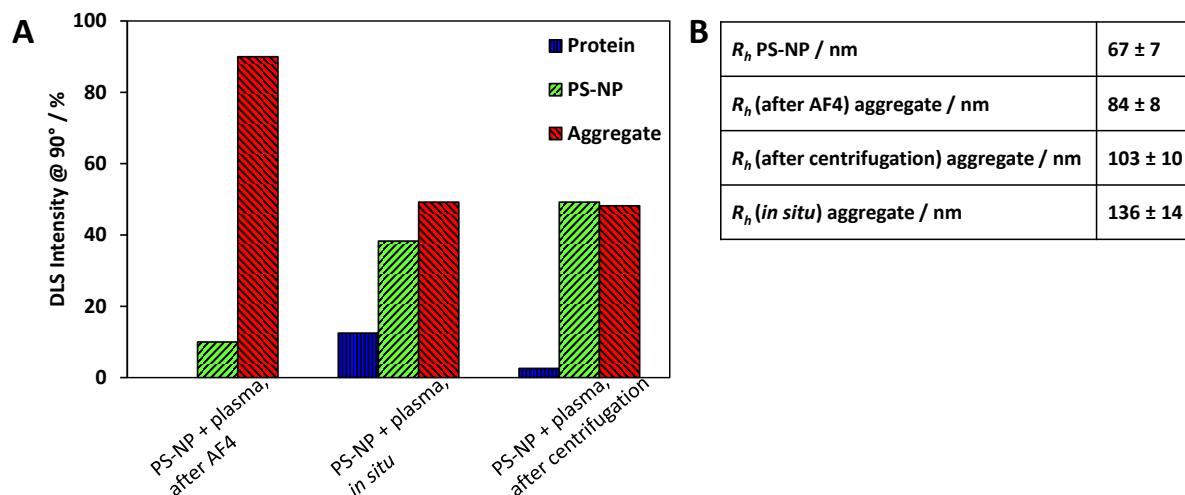 A
DLS Intensity @ 90° / %
100
80
60
40
20
0
Protein
PS-NP
Aggregate
PS-NP + plasma,
after AF4
PS-NP + plasma,
in situ
PS-NP + plasma,
after centrifugation
B
Rh PS-NP / nm 67 ± 7
Rh (after AF4) aggregate / nm 84 ± 8
Rh (after centrifugation) aggregate / nm 103 ± 10
Rh (in situ) aggregate / nm 136 ± 14